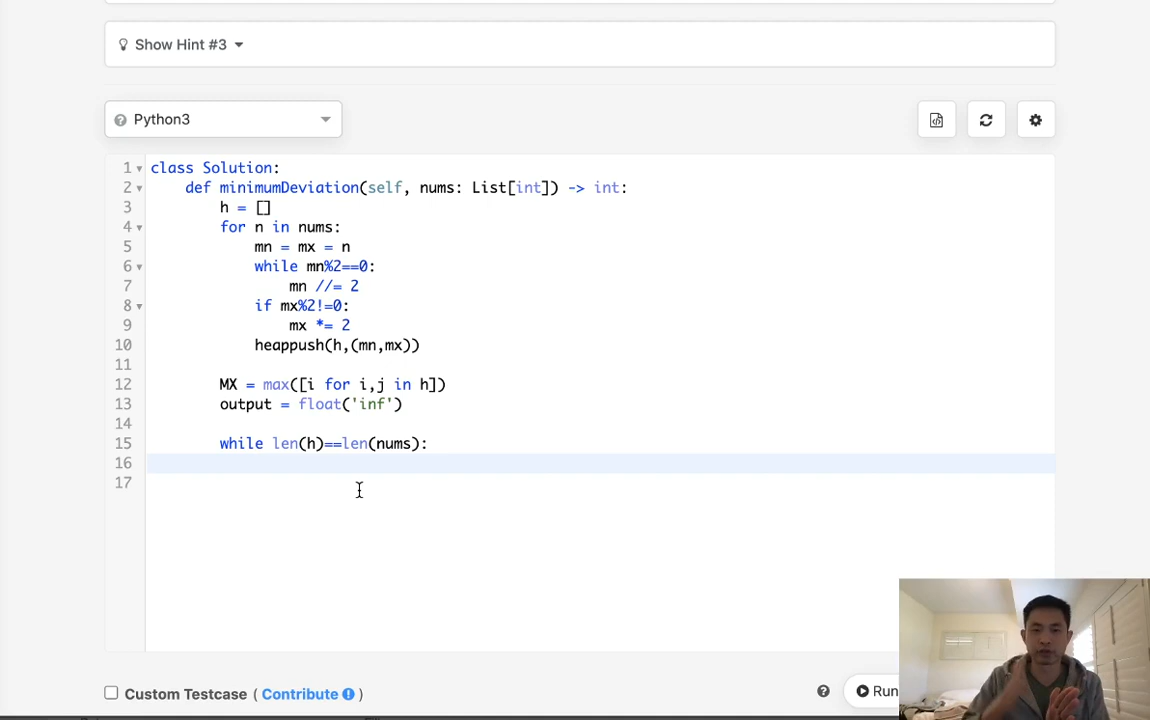 Show Hint #3
Python3
1 class Solution:
2 def minimumDeviation(self, nums: List[int]) -> int:
3 h = []
4 for n in nums:
5 mn = mx = n
6 while mn%2==0:
7 mn //= 2
8 if mx%2!=0:
9 mx *= 2
10 heappush(h,(mn,mx))
11
12 MX = max([i for i,j in h])
13 output = float('inf')
14
15 while len(h)==len(nums):
16
17
Custom Testcase ( Contribute )
Run